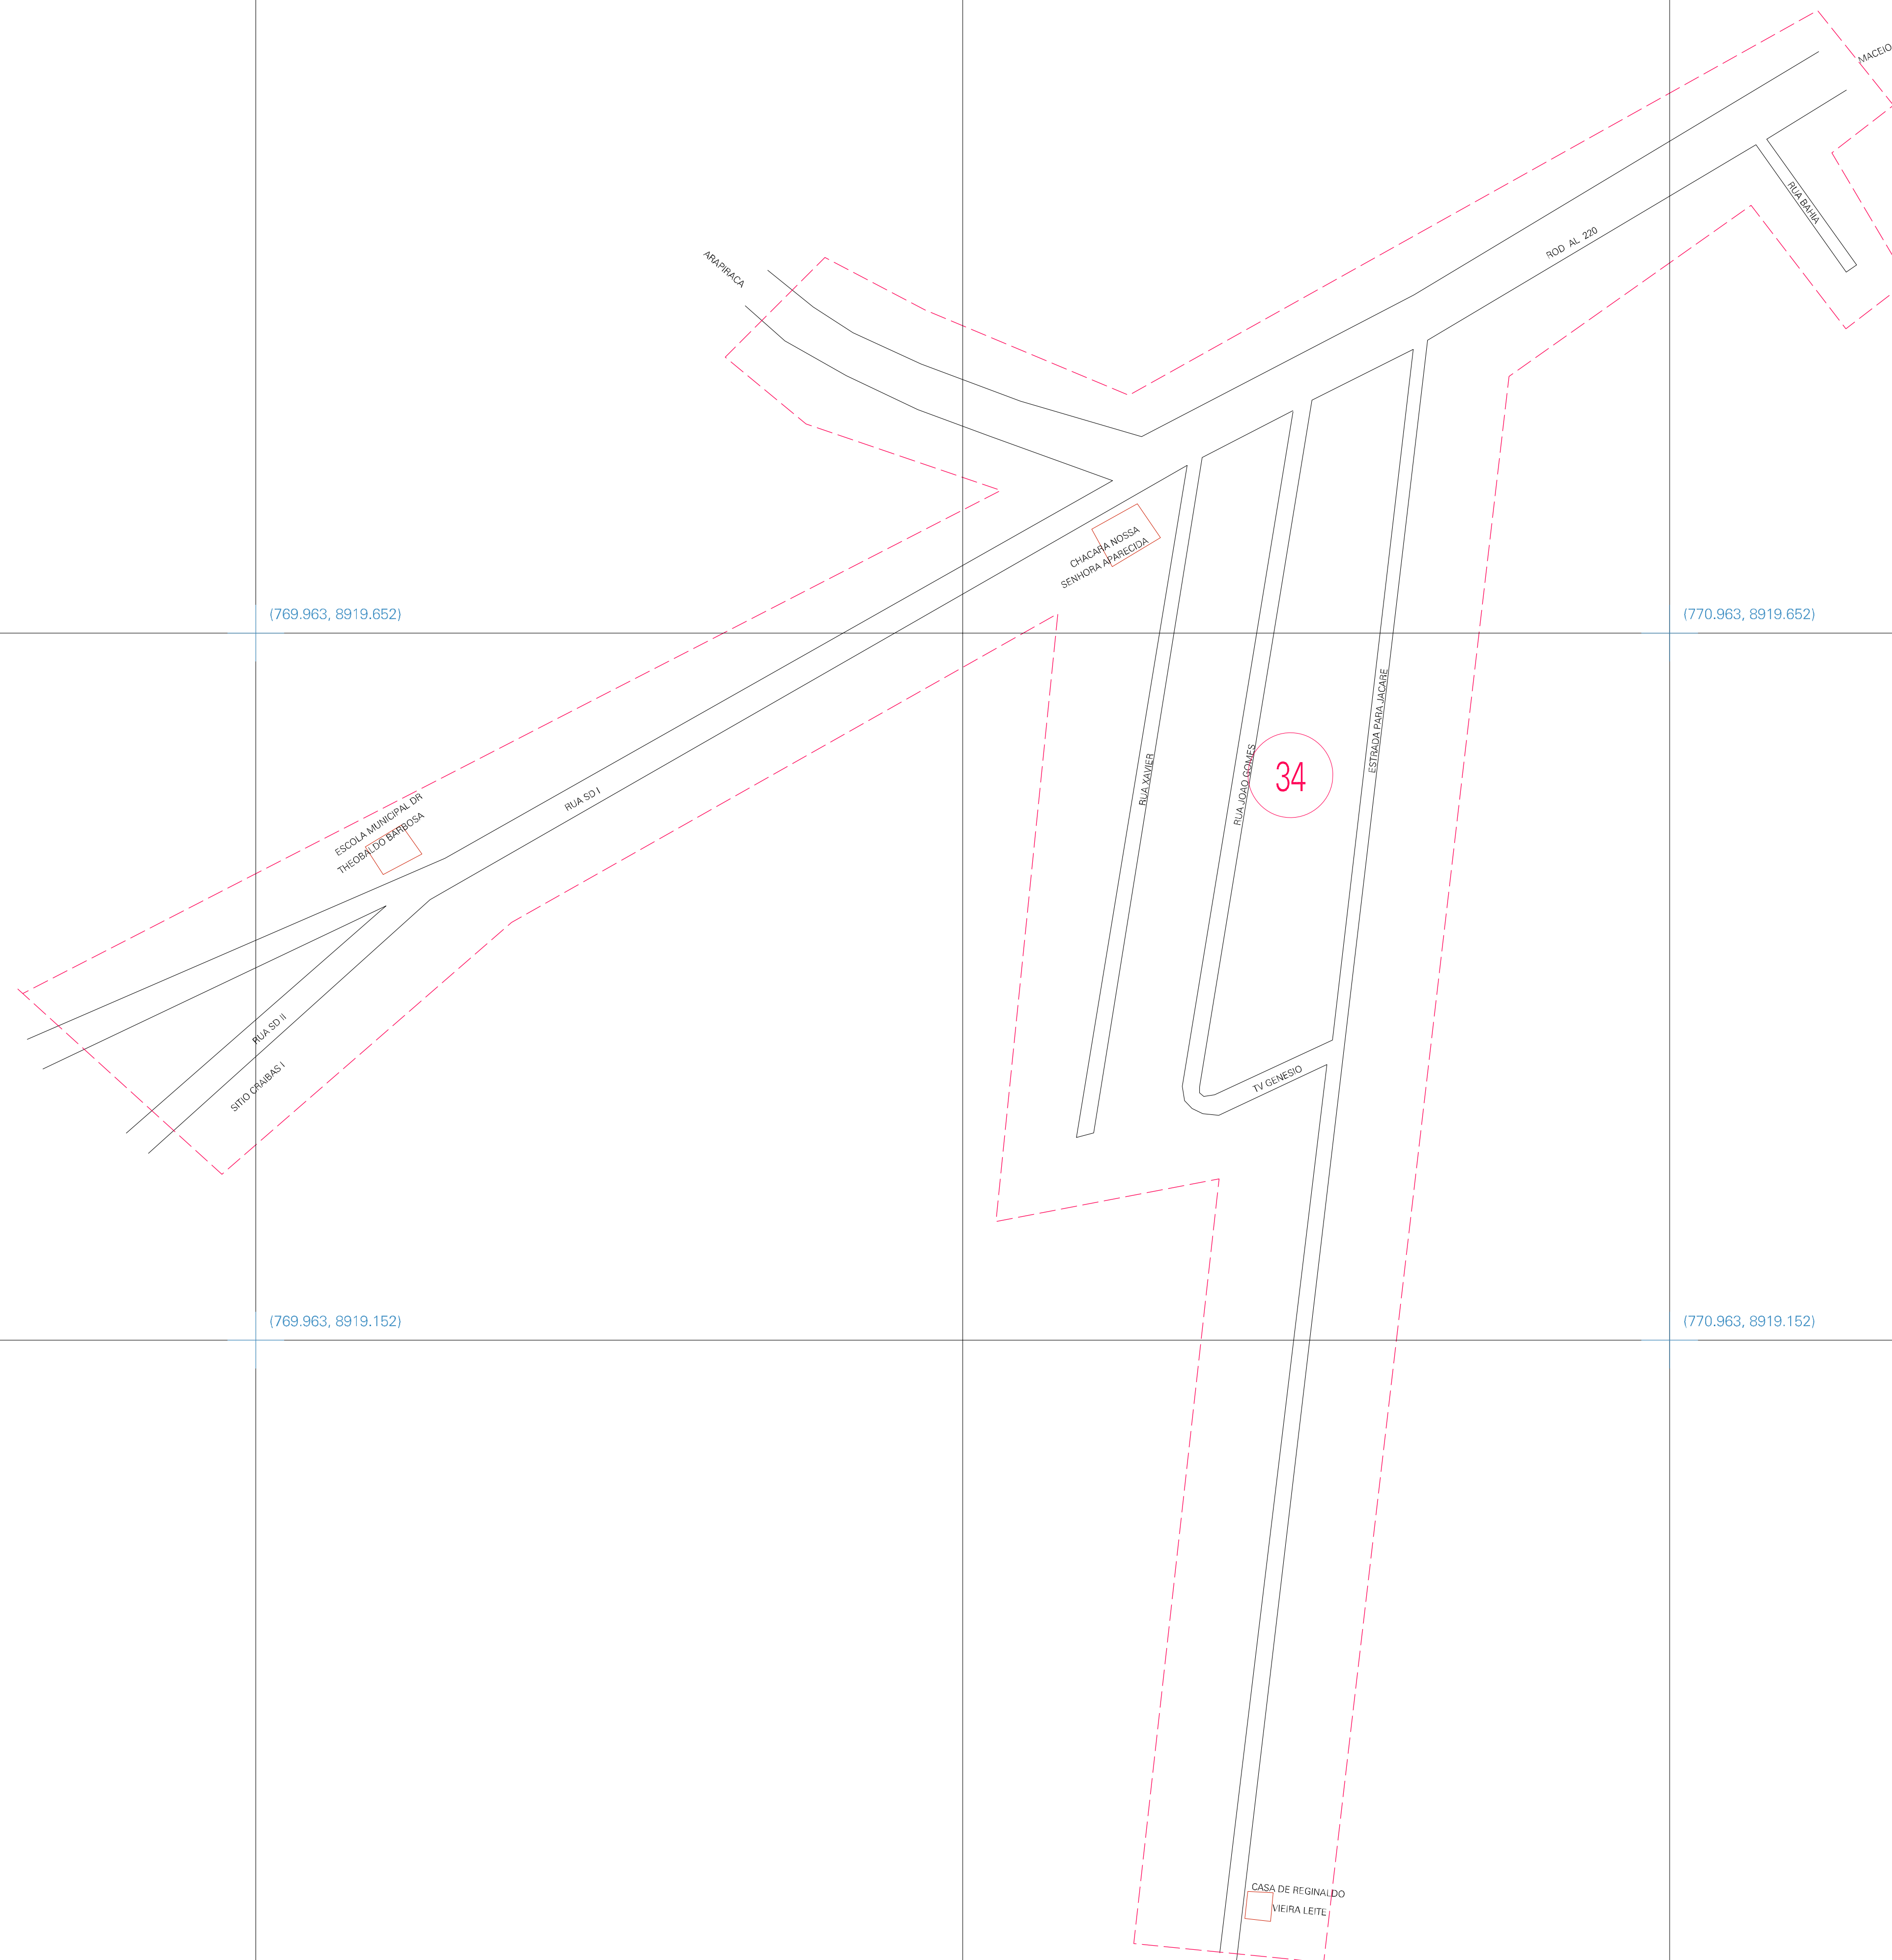 MACEIO
RUA BAHIA
ROD AL 220
ARAPIRACA
CHACARA NOSSA
SENHORA APARECIDA
(769.963, 8919.652)
(770.963, 8919.652)
ESTRADA PARA JACARE
RUA XAVIER
RUA JOAO GOMES
34
RUA SD I
ESCOLA MUNICIPAL DR
THEOBALDO BARBOSA
RUA SD II
SITIO CRAIBAS I
TV GENESIO
(769.963, 8919.152)
(770.963, 8919.152)
CASA DE REGINALDO
VIEIRA LEITE